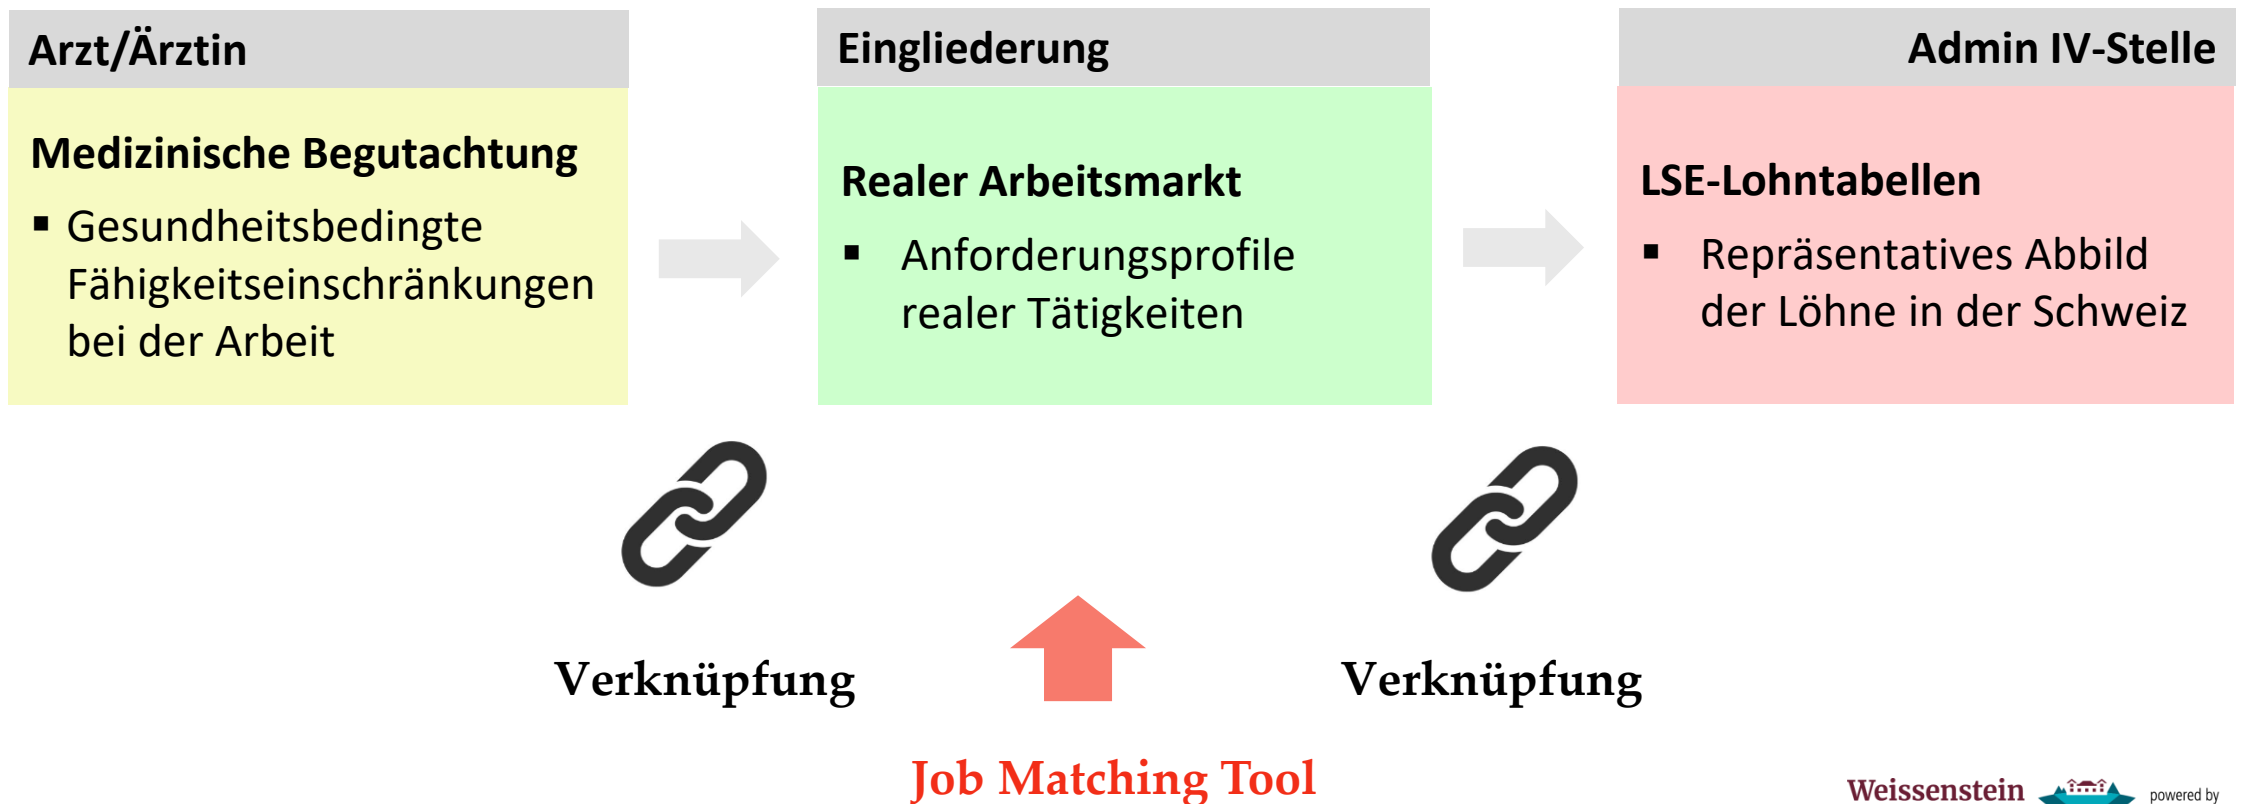 Arzt/Ärztin
Medizinische Begutachtung
▪ Gesundheitsbedingte
Fähigkeitseinschränkungen
bei der Arbeit
Eingliederung
Realer Arbeitsmarkt
▪ Anforderungsprofile
realer Tätigkeiten
Admin IV-Stelle
LSE-Lohntabellen
▪ Repräsentatives Abbild
der Löhne in der Schweiz
Verknüpfung
Verknüpfung
Job Matching Tool
Weissenstein
powered by